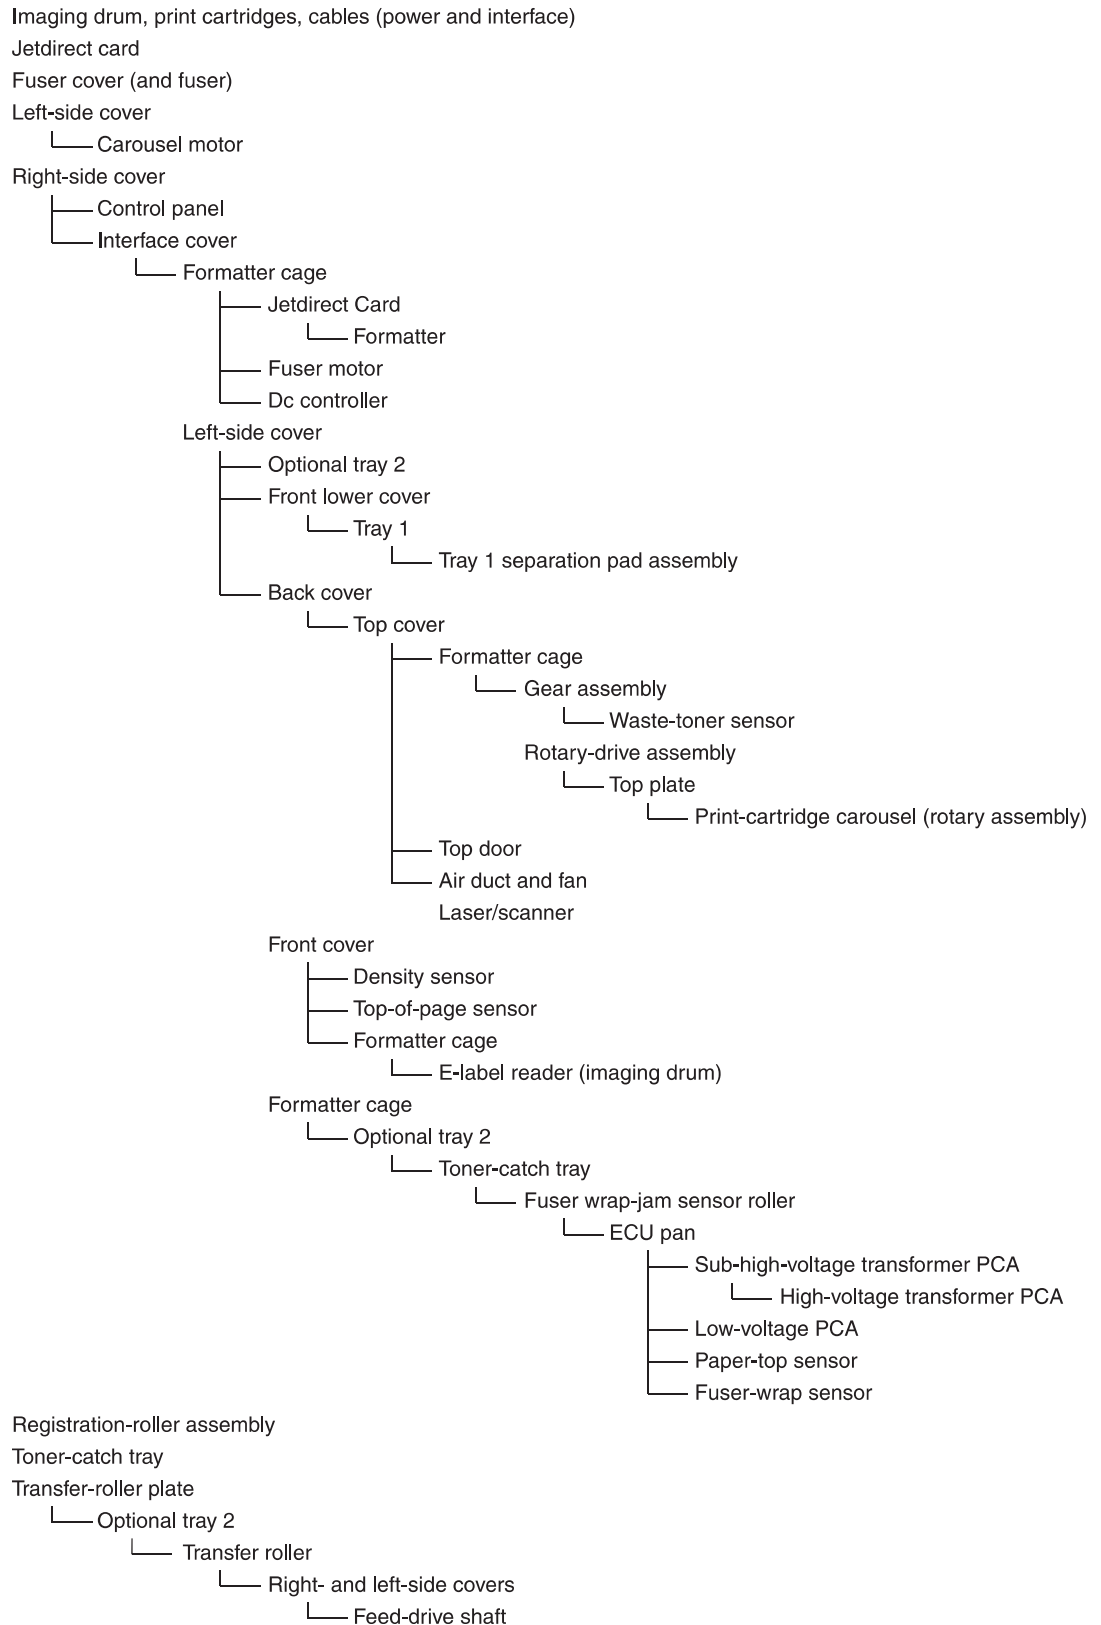 Imaging drum, print cartridges, cables (power and interface)
Jetdirect card
Fuser cover (and fuser)
Left-side cover
Carousel motor
Right-side cover
Control panel
Interface cover
Formatter cage
Jetdirect Card
Formatter
Fuser motor
Dc controller
Left-side cover
Optional tray 2
Front lower cover
Tray 1
Tray 1 separation pad assembly
Back cover
Top cover
Formatter cage
Gear assembly
Waste-toner sensor
Rotary-drive assembly
Top plate
Print-cartridge carousel (rotary assembly)
Top door
Air duct and fan
Laser/scanner
Front cover
Density sensor
Top-of-page sensor
Formatter cage
E-label reader (imaging drum)
Formatter cage
Optional tray 2
Toner-catch tray
Fuser wrap-jam sensor roller
ECU pan
Sub-high-voltage transformer PCA
High-voltage transformer PCA
Low-voltage PCA
Paper-top sensor
Fuser-wrap sensor
Registration-roller assembly
Toner-catch tray
Transfer-roller plate
Optional tray 2
Transfer roller
Right- and left-side covers
Feed-drive shaft